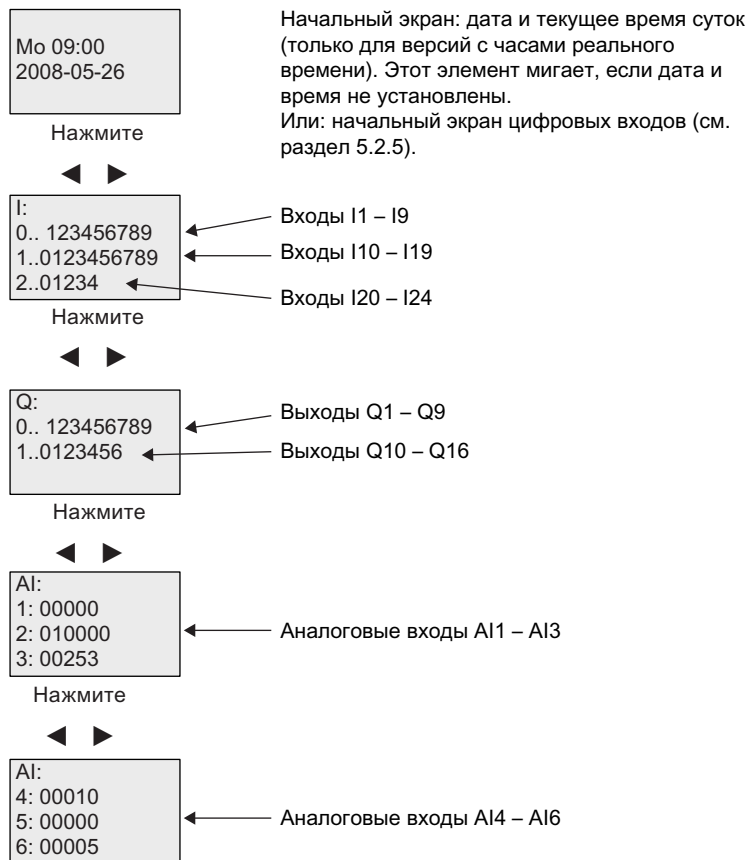 Mo 09:00
2008-05-26
Начальный экран: дата и текущее время суток
(только для версий с часами реального
времени). Этот элемент мигает, если дата и
время не установлены.
Или: начальный экран цифровых входов (см.
раздел 5.2.5).
Нажмите
I:
0.. 123456789
1..0123456789
2..01234
Входы I1 – I9
Входы I10 – I19
Входы I20 – I24
Нажмите
Q:
0.. 123456789
1..0123456
Выходы Q1 – Q9
Выходы Q10 – Q16
Нажмите
AI:
1: 00000
2: 010000
3: 00253
Аналоговые входы AI1 – AI3
Нажмите
AI:
4: 00010
5: 00000
6: 00005
Аналоговые входы AI4 – AI6